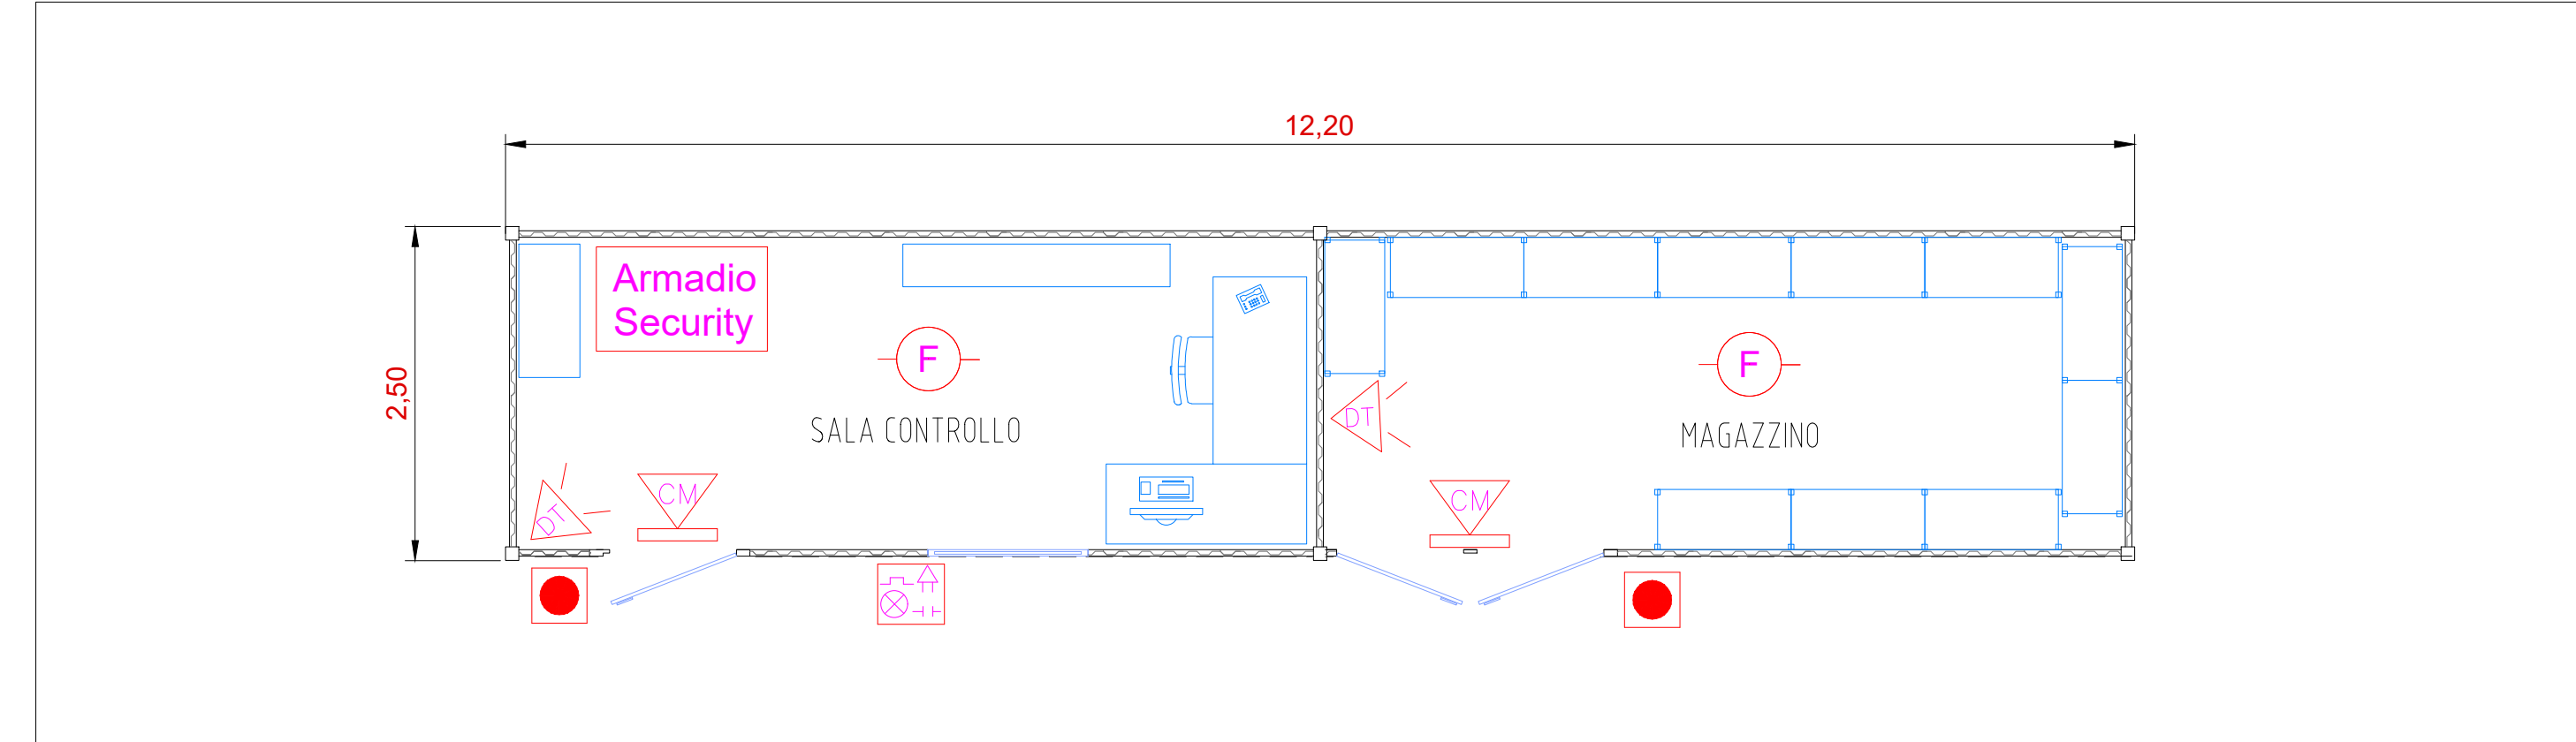 12,20
2,50
Armadio
Security
F
F
SALA CONTROLLO
MAGAZZINO
DT
CM
CM
DT